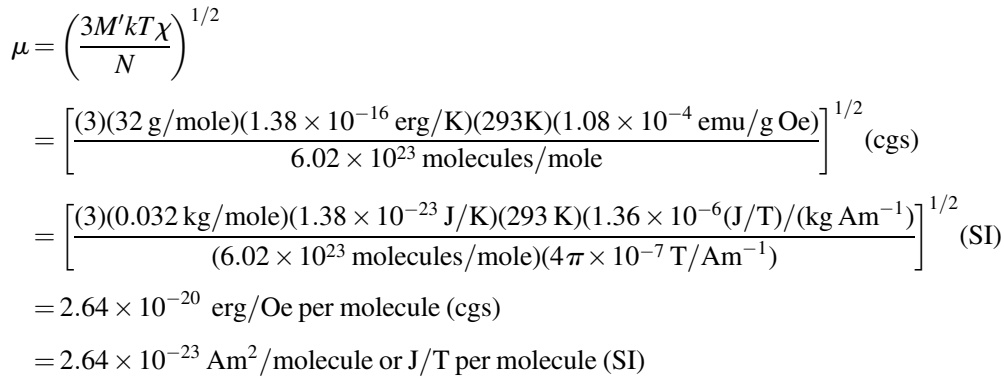 μ = (3M′kTχ / N)^1/2
= [(3)(32 g/mole)(1.38 × 10^−16 erg/K)(293K)(1.08 × 10^−4 emu/g Oe) / 6.02 × 10^23 molecules/mole]^1/2 (cgs)
= [(3)(0.032 kg/mole)(1.38 × 10^−23 J/K)(293 K)(1.36 × 10^−6(J/T)/(kg Am^−1) / (6.02 × 10^23 molecules/mole)(4π × 10^−7 T/Am^−1)]^1/2 (SI)
= 2.64 × 10^−20 erg/Oe per molecule (cgs)
= 2.64 × 10^−23 Am^2/molecule or J/T per molecule (SI)